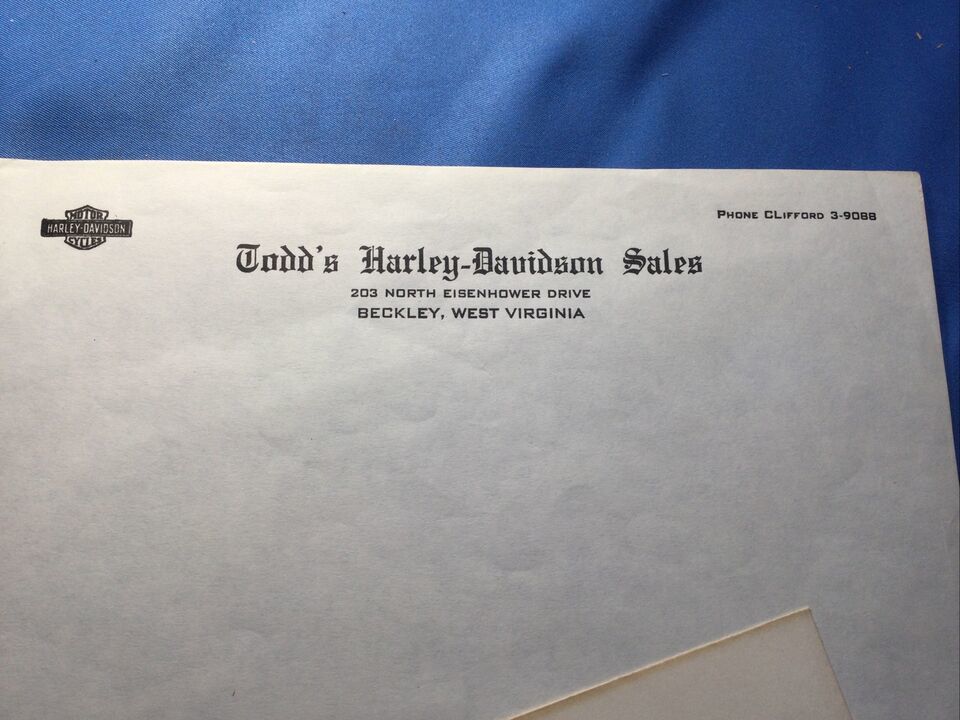 MOTOR
HARLEY-DAVIDSON
CYCLES
PHONE CLIFFORD 3-9088
Todd's Harley-Davidson Sales
203 NORTH EISENHOWER DRIVE
BECKLEY, WEST VIRGINIA